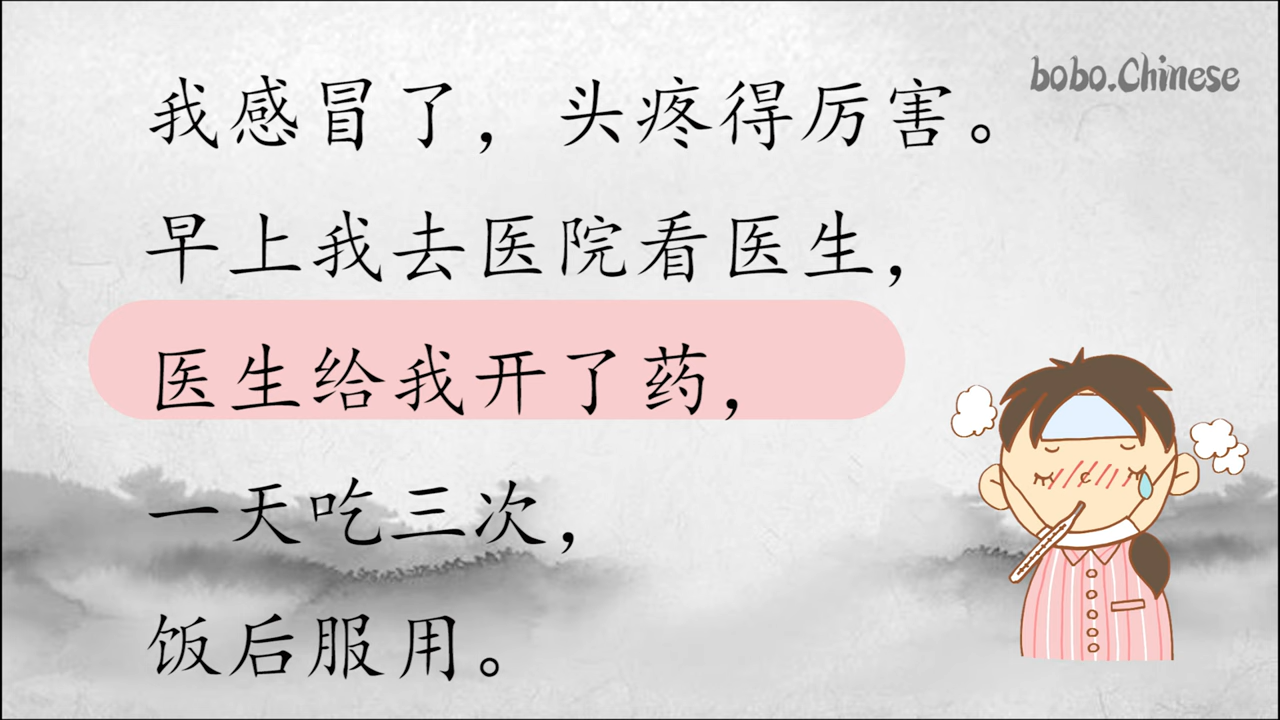 bobo.Chinese
我感冒了，头疼得厉害。
早上我去医院看医生，
医生给我开了药，
一天吃三次，
饭后服用。